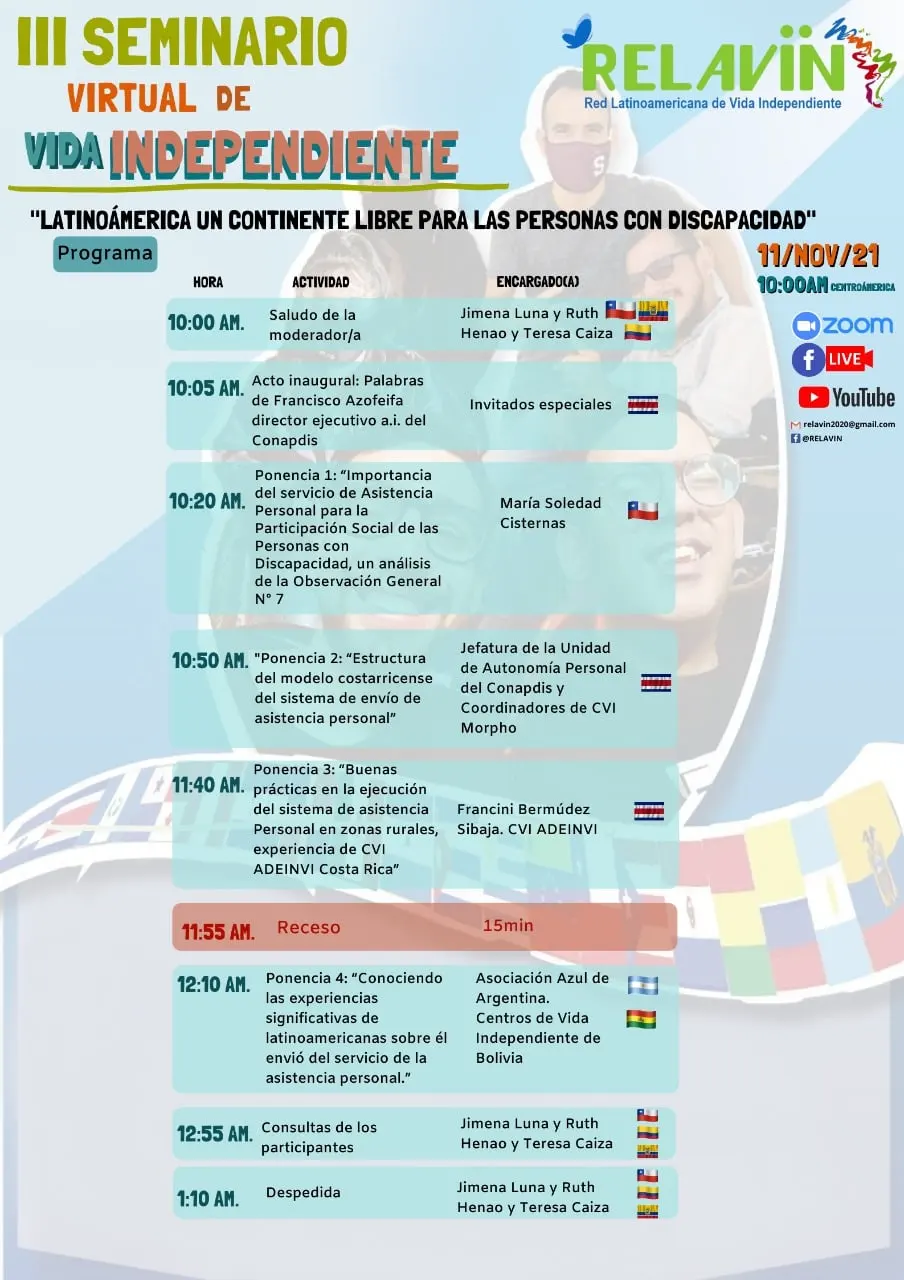 III SEMINARIO
VIRTUAL DE
VIDA INDEPENDIENTE
RELAVIÏN
Red Latinoamericana de Vida Independiente
S
"LATINOÁMERICA UN CONTINENTE LIBRE PARA LAS PERSONAS CON DISCAPACIDAD"
Programa
11/NOV/21
10:00AM CENTROÁMERICA
zoom
LIVE
YouTube
relavin2020@gmail.com
@RELAVIN
HORA ACTIVIDAD ENCARGADO(A)
10:00 AM.
Saludo de la
moderador/a
Jimena Luna y Ruth
Henao y Teresa Caiza
10:05 AM.
Acto inaugural: Palabras
de Francisco Azofeifa
director ejecutivo a.i. del
Conapdis
Invitados especiales
10:20 AM.
Ponencia 1: “Importancia
del servicio de Asistencia
Personal para la
Participación Social de las
Personas con
Discapacidad, un análisis
de la Observación General
N° 7
María Soledad
Cisternas
10:50 AM.
"Ponencia 2: “Estructura
del modelo costarricense
del sistema de envío de
asistencia personal”
Jefatura de la Unidad
de Autonomía Personal
del Conapdis y
Coordinadores de CVI
Morpho
11:40 AM.
Ponencia 3: “Buenas
prácticas en la ejecución
del sistema de asistencia
Personal en zonas rurales,
experiencia de CVI
ADEINVI Costa Rica”
Francini Bermúdez
Sibaja. CVI ADEINVI
11:55 AM.
Receso
15min
12:10 AM.
Ponencia 4: “Conociendo
las experiencias
significativas de
latinoamericanas sobre él
envió del servicio de la
asistencia personal.”
Asociación Azul de
Argentina.
Centros de Vida
Independiente de
Bolivia
12:55 AM.
Consultas de los
participantes
Jimena Luna y Ruth
Henao y Teresa Caiza
1:10 AM.
Despedida
Jimena Luna y Ruth
Henao y Teresa Caiza